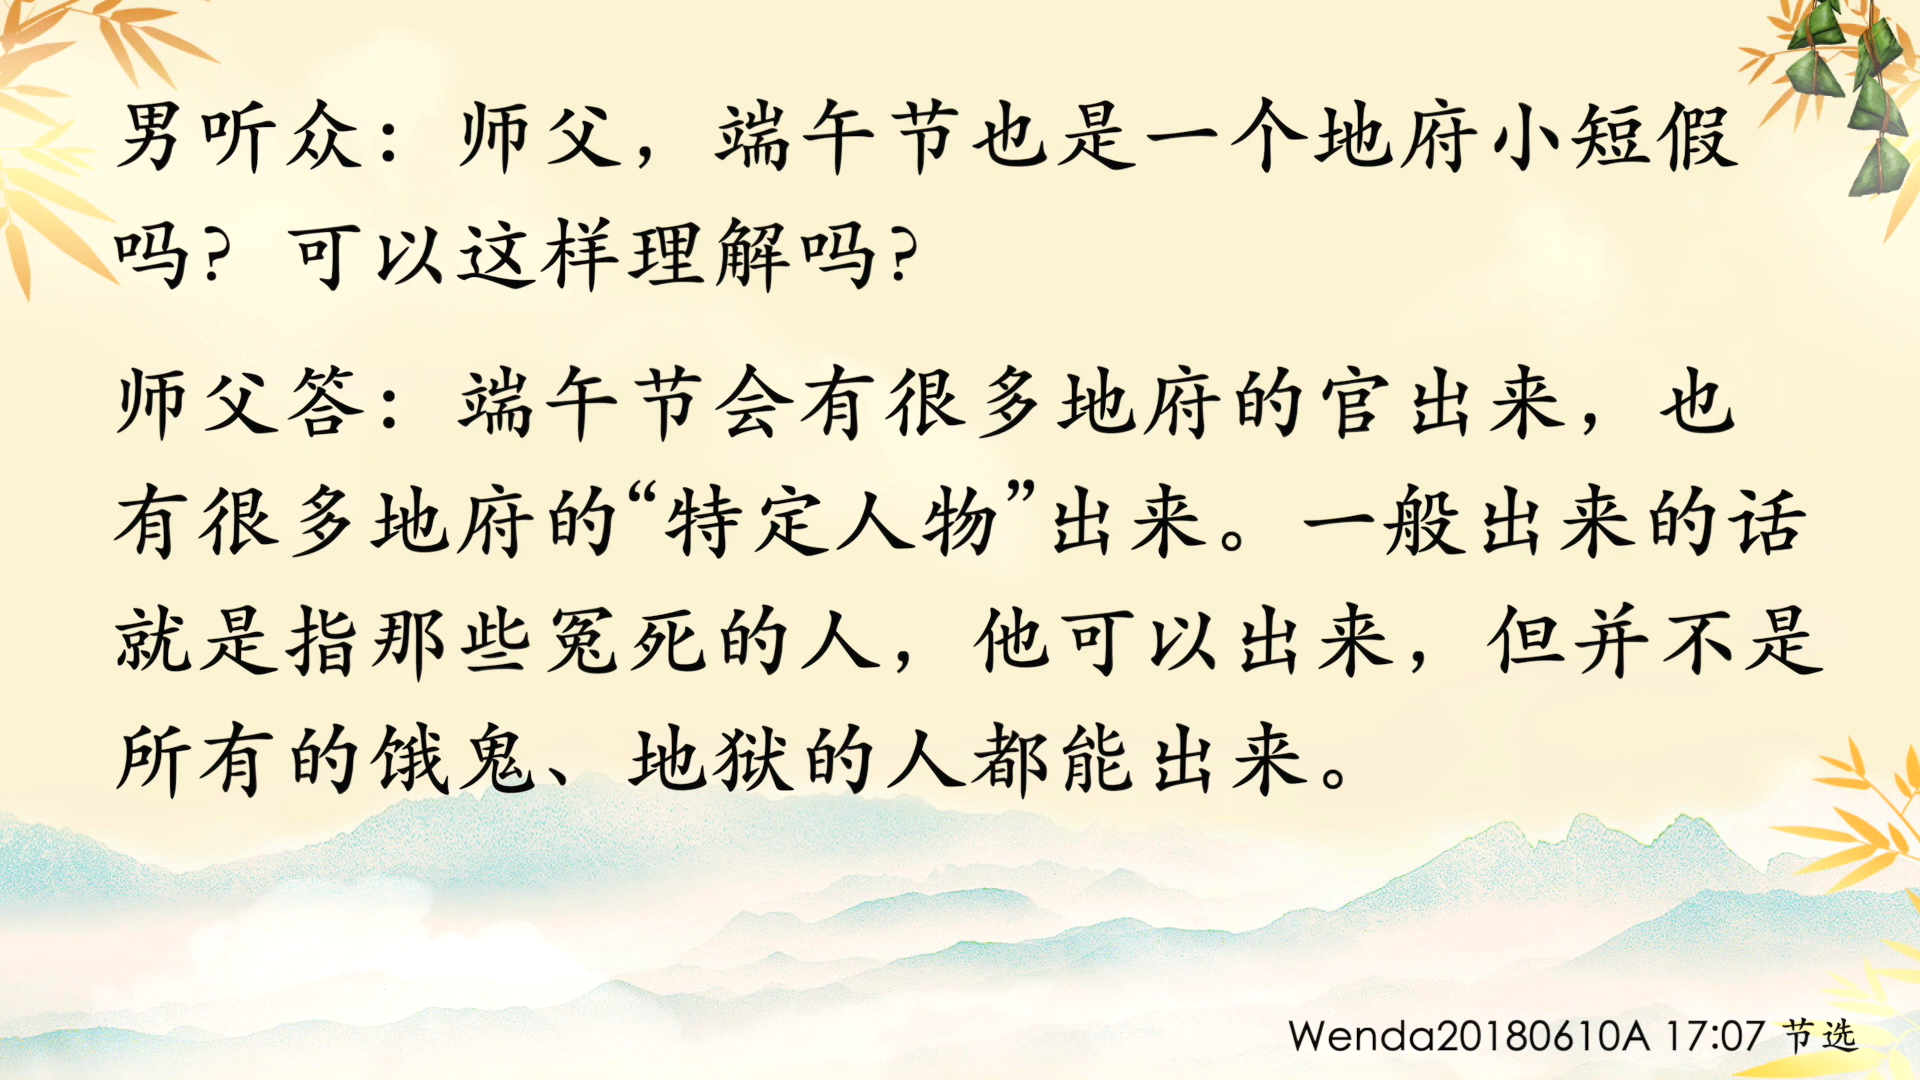 男听众：师父，端午节也是一个地府小短假
吗？可以这样理解吗？
师父答：端午节会有很多地府的官出来，也
有很多地府的“特定人物”出来。一般出来的话
就是指那些冤死的人，他可以出来，但并不是
所有的饿鬼、地狱的人都能出来。
Wenda20180610A 17:07 节选